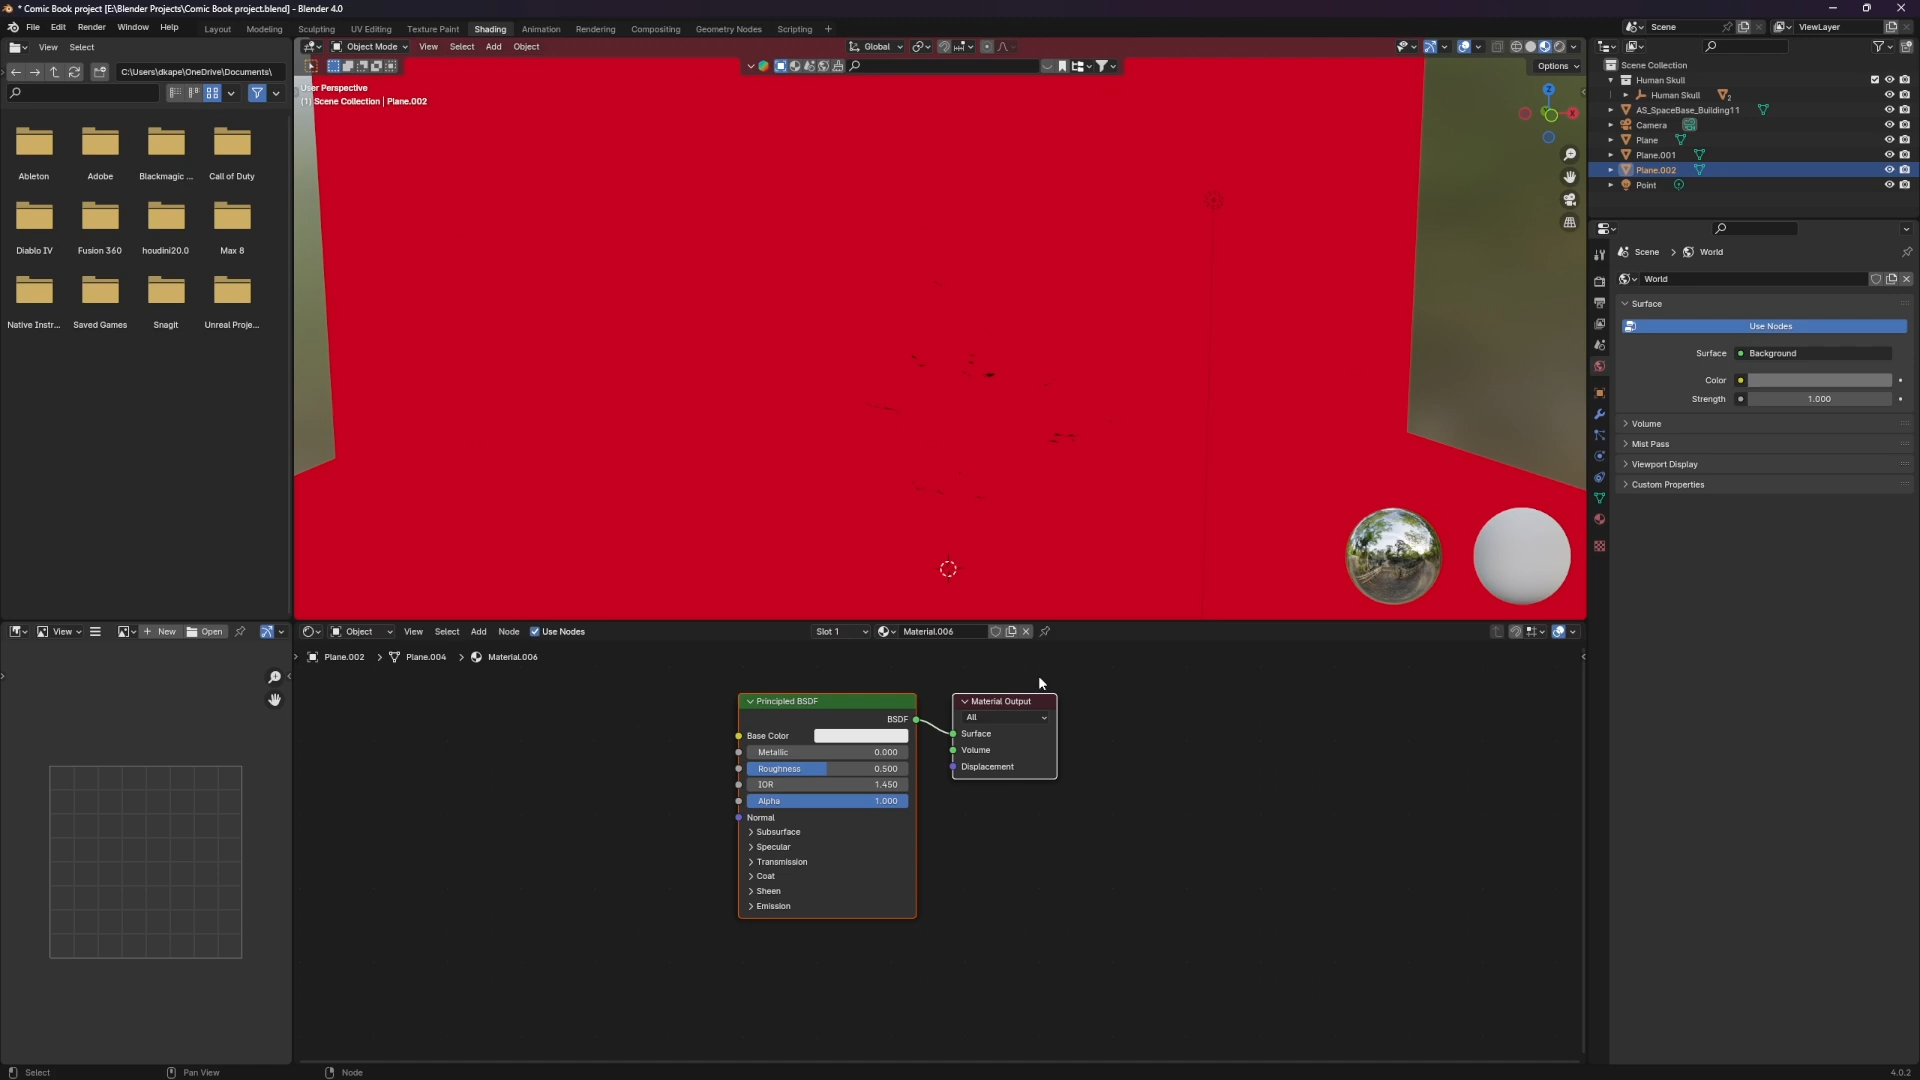 * Comic Book project [E:\Blender Projects\Comic Book project.blend] - Blender 4.0
File Edit Render Window Help Layout Modeling Sculpting UV Editing Texture Paint Shading Animation Rendering Compositing Geometry Nodes Scripting + Scene ViewLayer
View Select
Object Mode View Select Add Object Global
C:\Users\dkape\OneDrive\Documents\
Options
User Perspective
(1) Scene Collection | Plane.002
Ableton Adobe Blackmagic ... Call of Duty
Diablo IV Fusion 360 houdini20.0 Max 8
Native Instr... Saved Games Snagit Unreal Proje...
Z
X
Scene Collection
Human Skull
Human Skull 2
AS_SpaceBase_Building11
Camera
Plane
Plane.001
Plane.002
Point
Scene > World
World
Surface
Use Nodes
Surface Background
Color
Strength 1.000
Volume
Mist Pass
Viewport Display
Custom Properties
View + New Open
Object View Select Add Node Use Nodes Slot 1 Material.006
Plane.002 > Plane.004 > Material.006
Principled BSDF
BSDF
Base Color
Metallic 0.000
Roughness 0.500
IOR 1.450
Alpha 1.000
Normal
Subsurface
Specular
Transmission
Coat
Sheen
Emission
Material Output
All
Surface
Volume
Displacement
Select Pan View Node 4.0.2